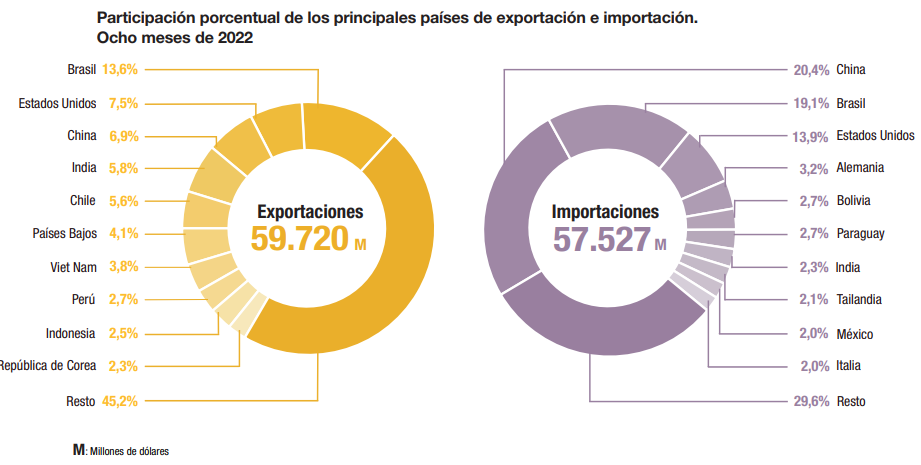 Participación porcentual de los principales países de exportación e importación.
Ocho meses de 2022
Brasil 13,6%
Estados Unidos 7,5%
China 6,9%
India 5,8%
Chile 5,6%
Países Bajos 4,1%
Viet Nam 3,8%
Perú 2,7%
Indonesia 2,5%
República de Corea 2,3%
Resto 45,2%
Exportaciones
59.720 M
20,4% China
19,1% Brasil
13,9% Estados Unidos
3,2% Alemania
2,7% Bolivia
2,7% Paraguay
2,3% India
2,1% Tailandia
2,0% México
2,0% Italia
29,6% Resto
Importaciones
57.527 M
M: Millones de dólares